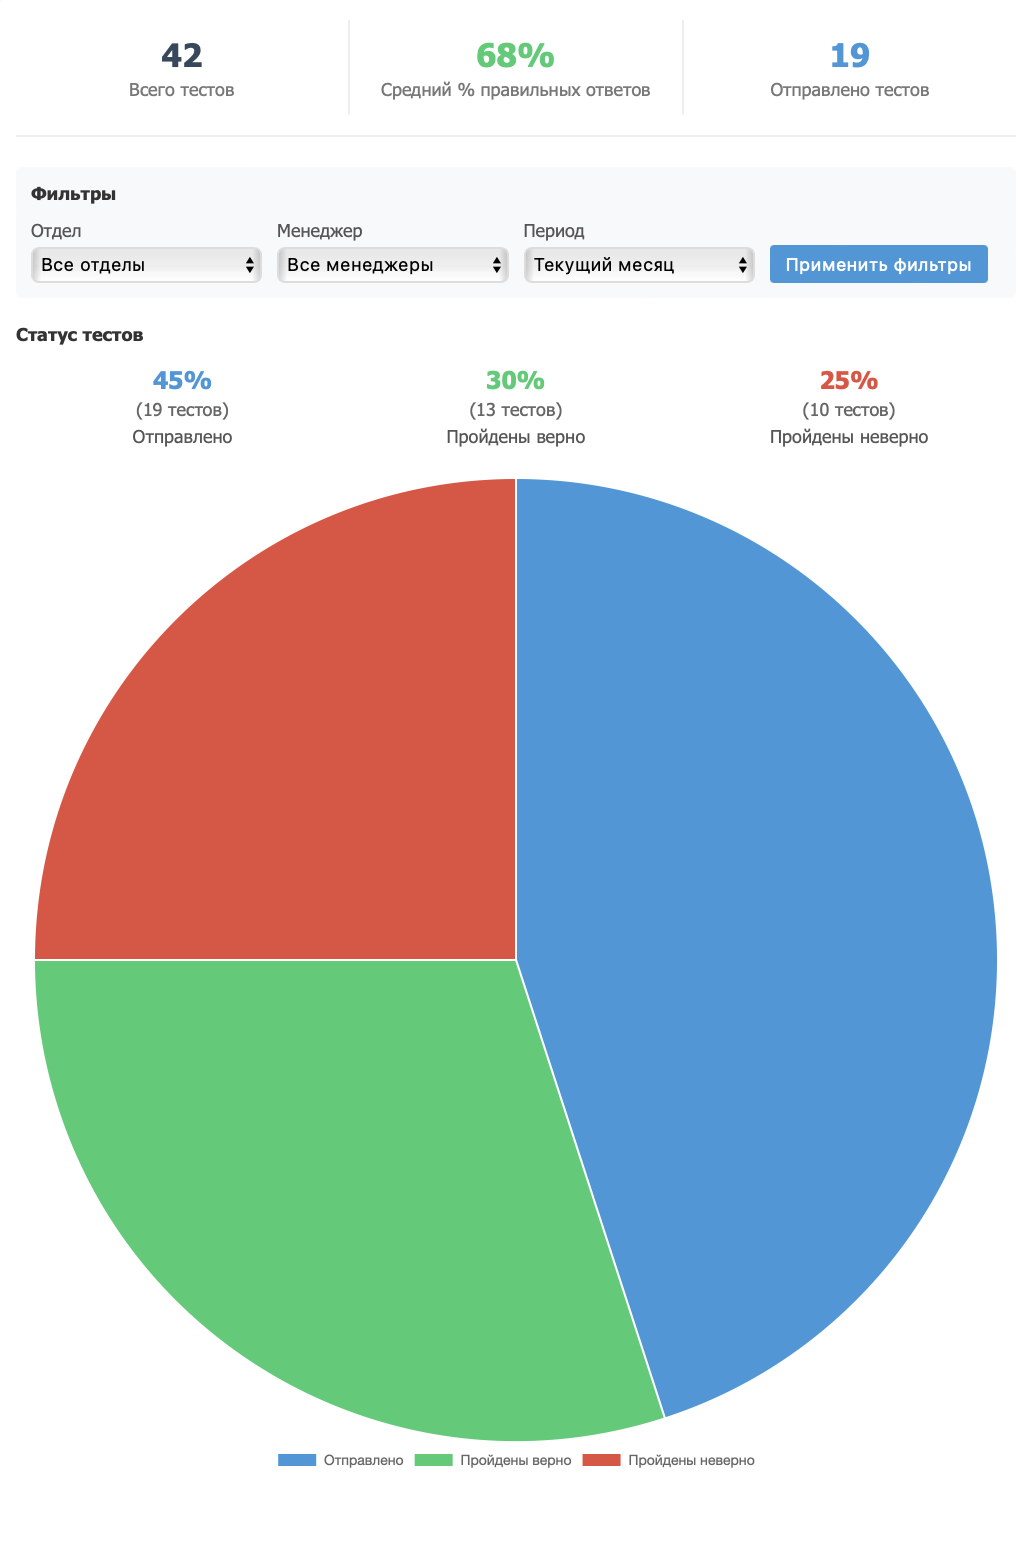 42
Всего тестов
68%
Средний % правильных ответов
19
Отправлено тестов
Фильтры
Отдел
Все отделы
Менеджер
Все менеджеры
Период
Текущий месяц
Применить фильтры
Статус тестов
45%
(19 тестов)
Отправлено
30%
(13 тестов)
Пройдены верно
25%
(10 тестов)
Пройдены неверно
Отправлено
Пройдены верно
Пройдены неверно